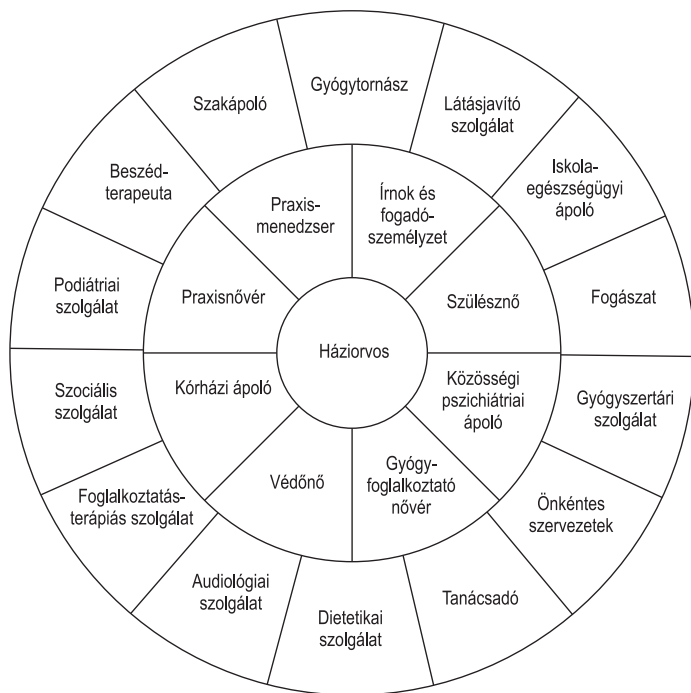 Gyógytornász
Látásjavító
szolgálat
Iskola-
egészségügyi
ápoló
Fogászat
Gyógyszertári
szolgálat
Önkéntes
szervezetek
Tanácsadó
Dietetikai
szolgálat
Audiológiai
szolgálat
Foglalkoztatás-
terápiás szolgálat
Szociális
szolgálat
Podiátriai
szolgálat
Beszéd-
terapeuta
Szakápoló
Írnok és
fogadó-
személyzet
Szülésznő
Közösségi
pszichiátriai
ápoló
Gyógy-
foglalkoztató
nővér
Védőnő
Kórházi ápoló
Praxisnővér
Praxis-
menedzser
Háziorvos